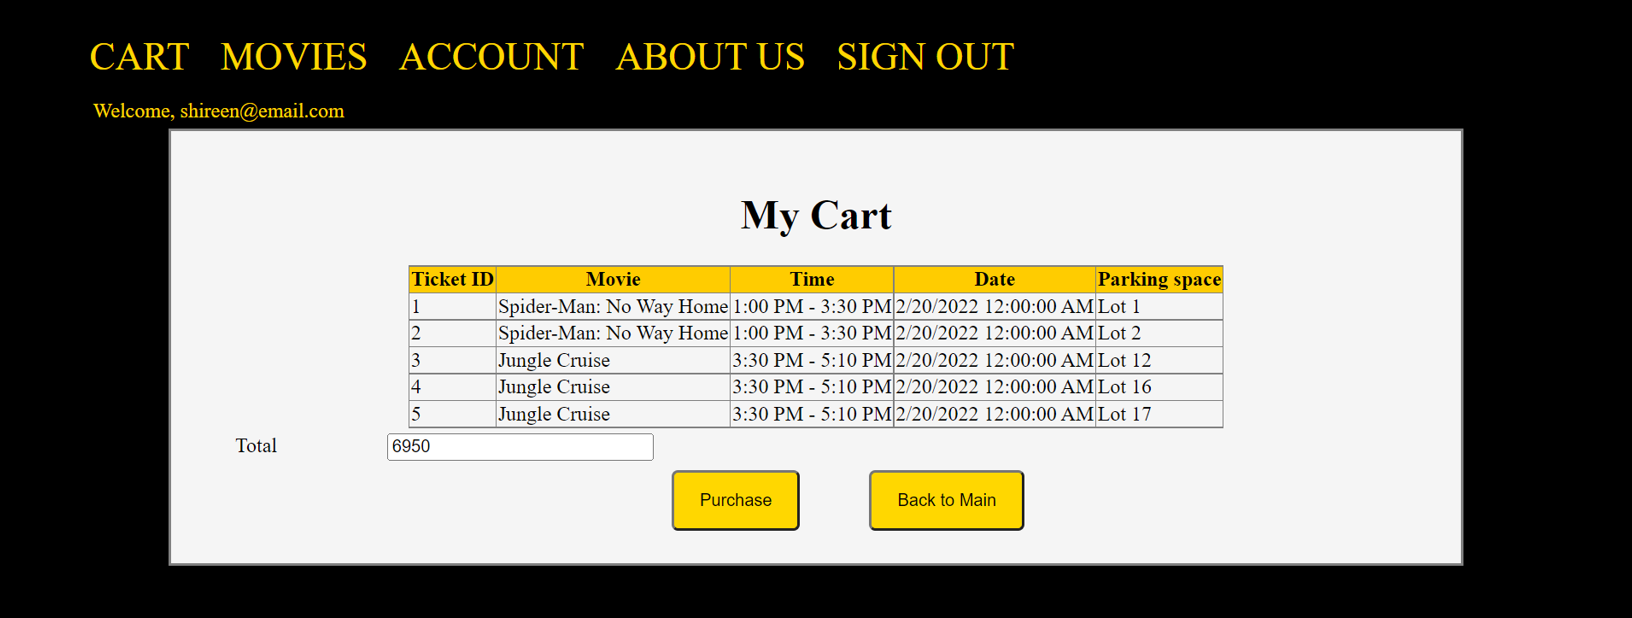 CART MOVIES ACCOUNT ABOUT US SIGN OUT
Welcome, shireen@email.com
My Cart
Ticket ID Movie Time Date Parking space
1 Spider-Man: No Way Home 1:00 PM - 3:30 PM 2/20/2022 12:00:00 AM Lot 1
2 Spider-Man: No Way Home 1:00 PM - 3:30 PM 2/20/2022 12:00:00 AM Lot 2
3 Jungle Cruise 3:30 PM - 5:10 PM 2/20/2022 12:00:00 AM Lot 12
4 Jungle Cruise 3:30 PM - 5:10 PM 2/20/2022 12:00:00 AM Lot 16
5 Jungle Cruise 3:30 PM - 5:10 PM 2/20/2022 12:00:00 AM Lot 17
Total 6950
Purchase Back to Main